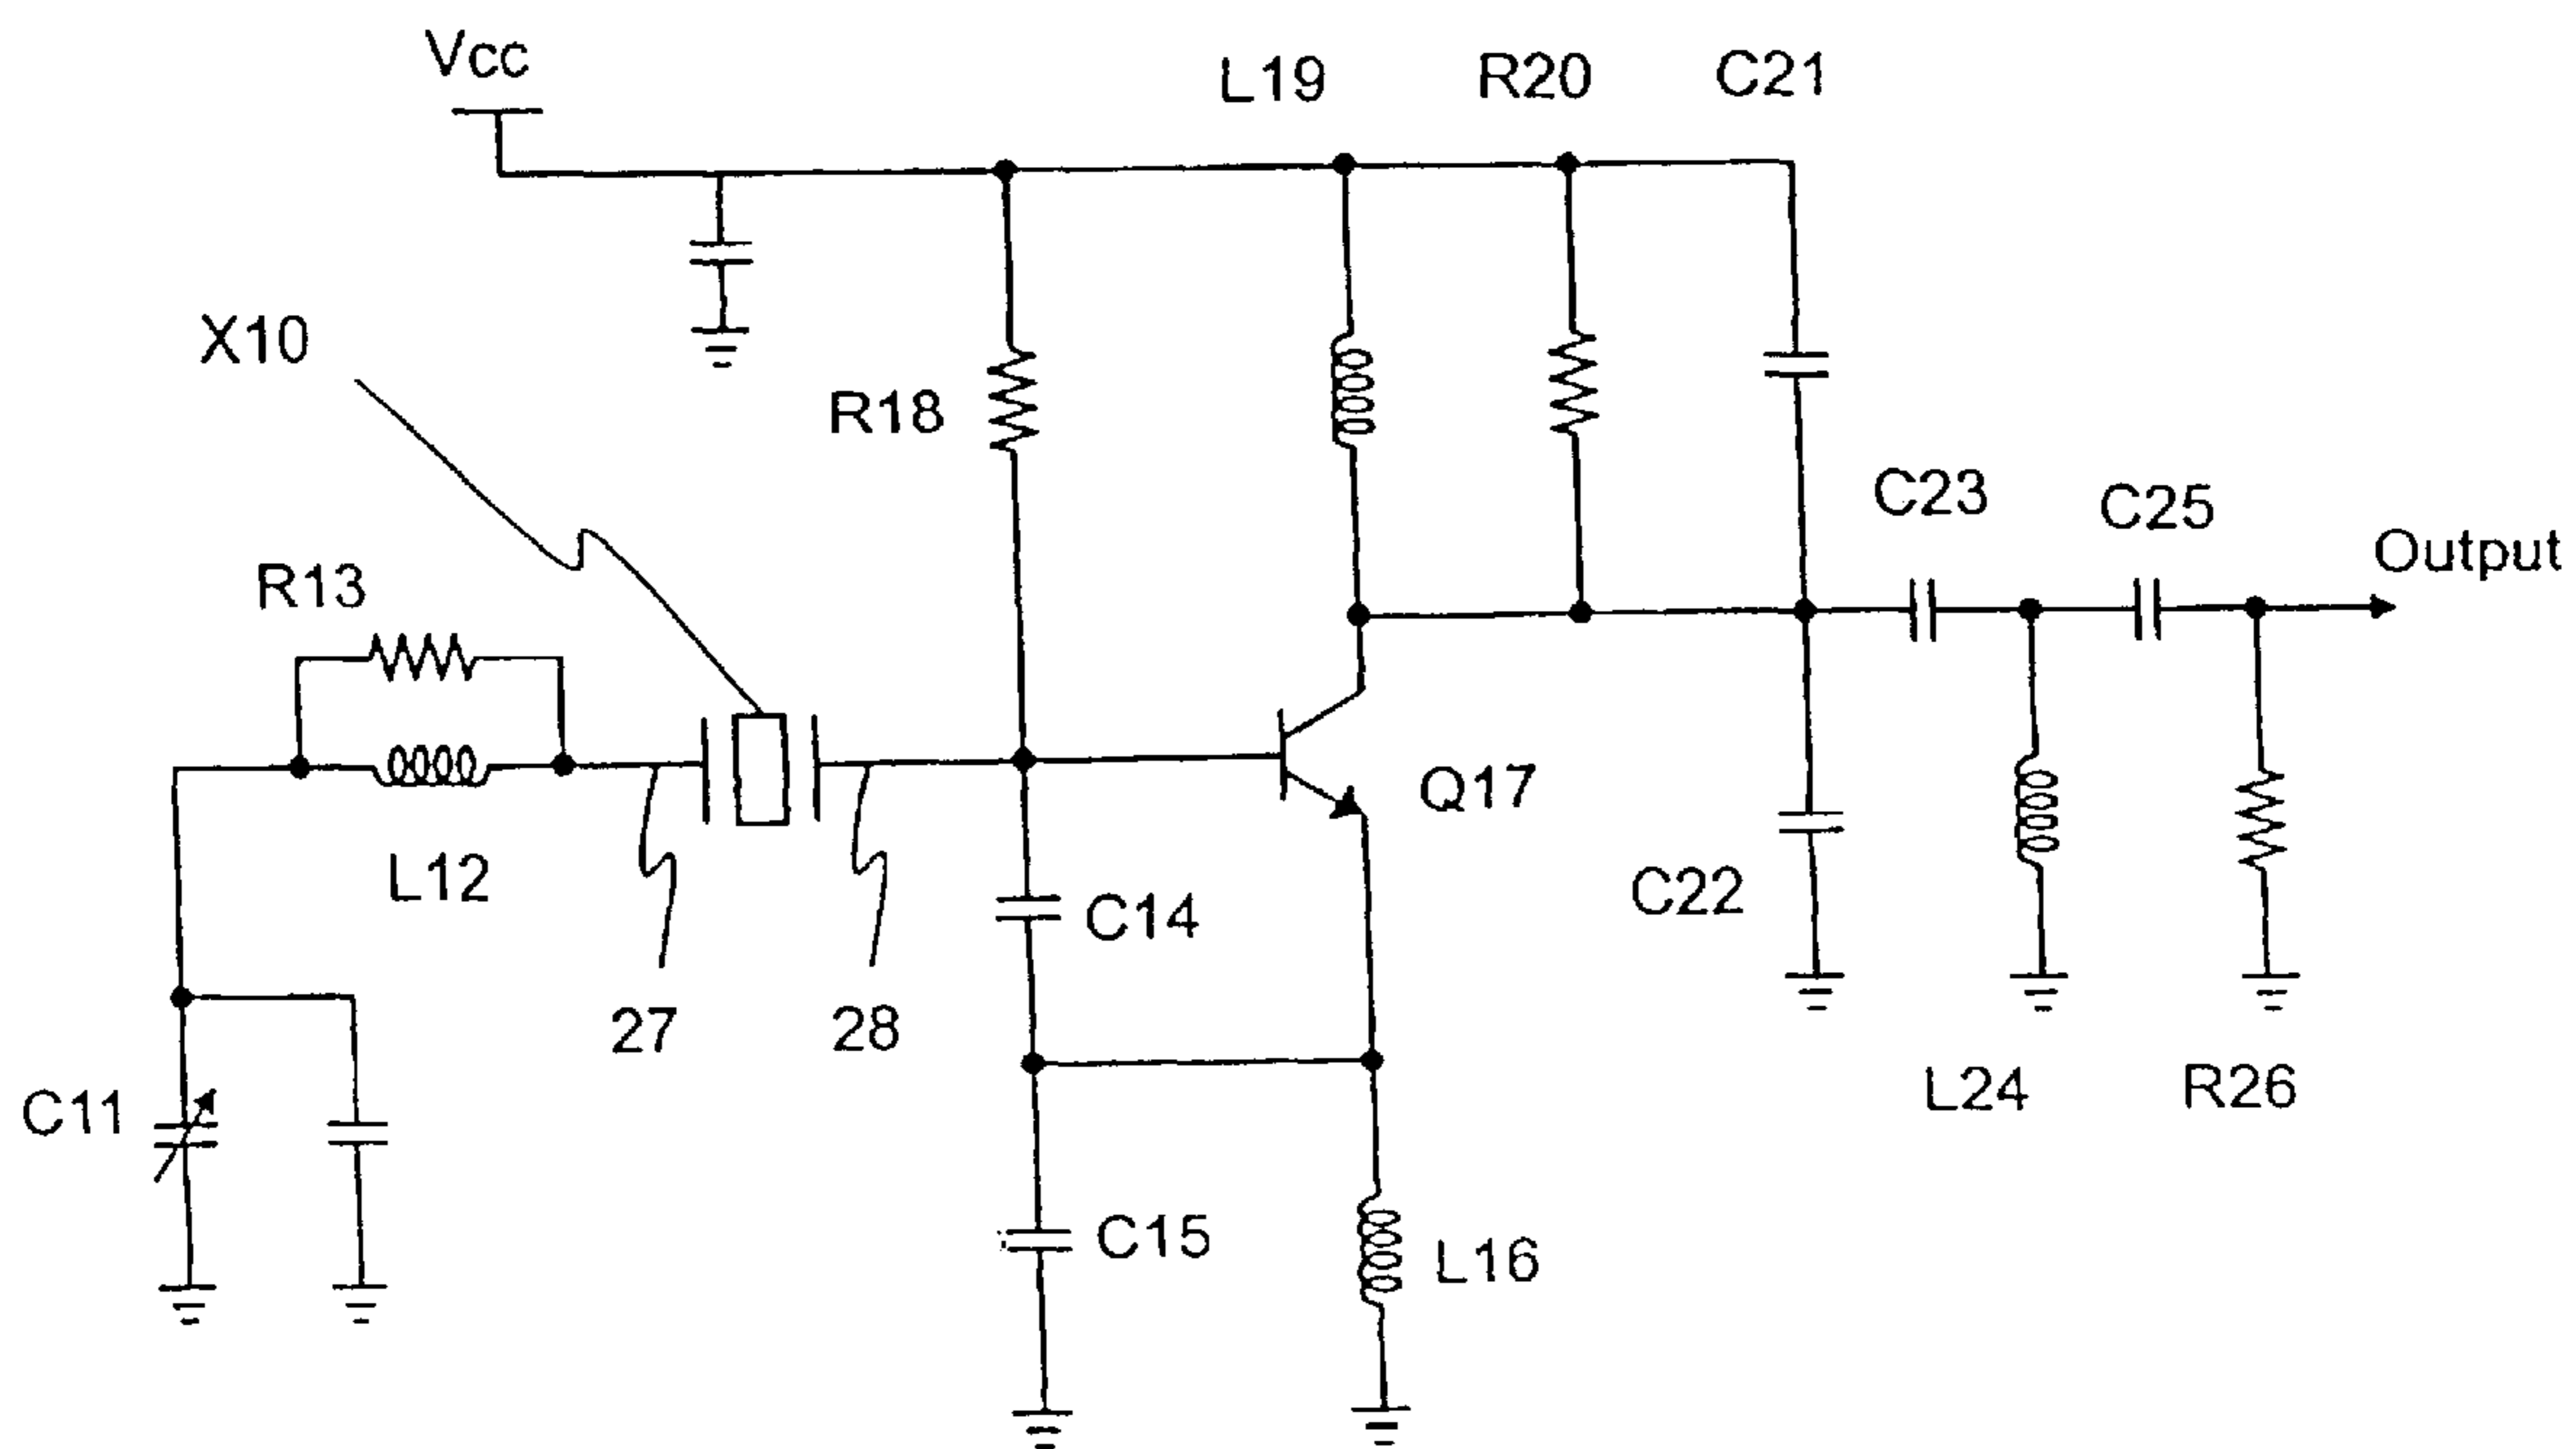 Vcc
L19
R20
C21
X10
R18
C23
C25
Output
R13
Q17
L12
C22
C14
27
28
C11
L24
R26
C15
L16